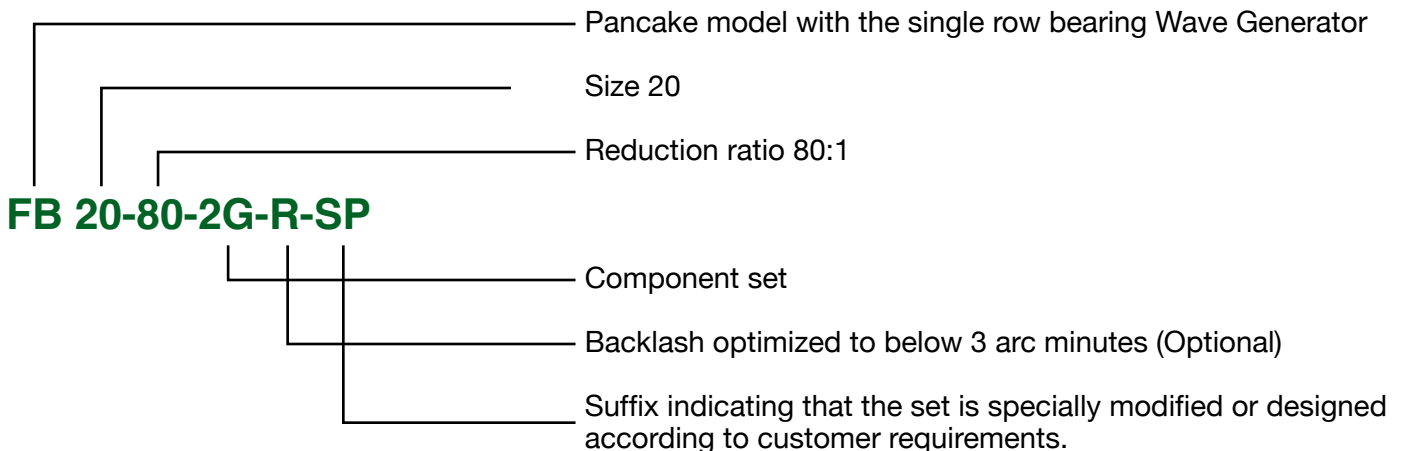 Pancake model with the single row bearing Wave Generator
Size 20
Reduction ratio 80:1
FB 20-80-2G-R-SP
Component set
Backlash optimized to below 3 arc minutes (Optional)
Suffix indicating that the set is specially modified or designed
according to customer requirements.